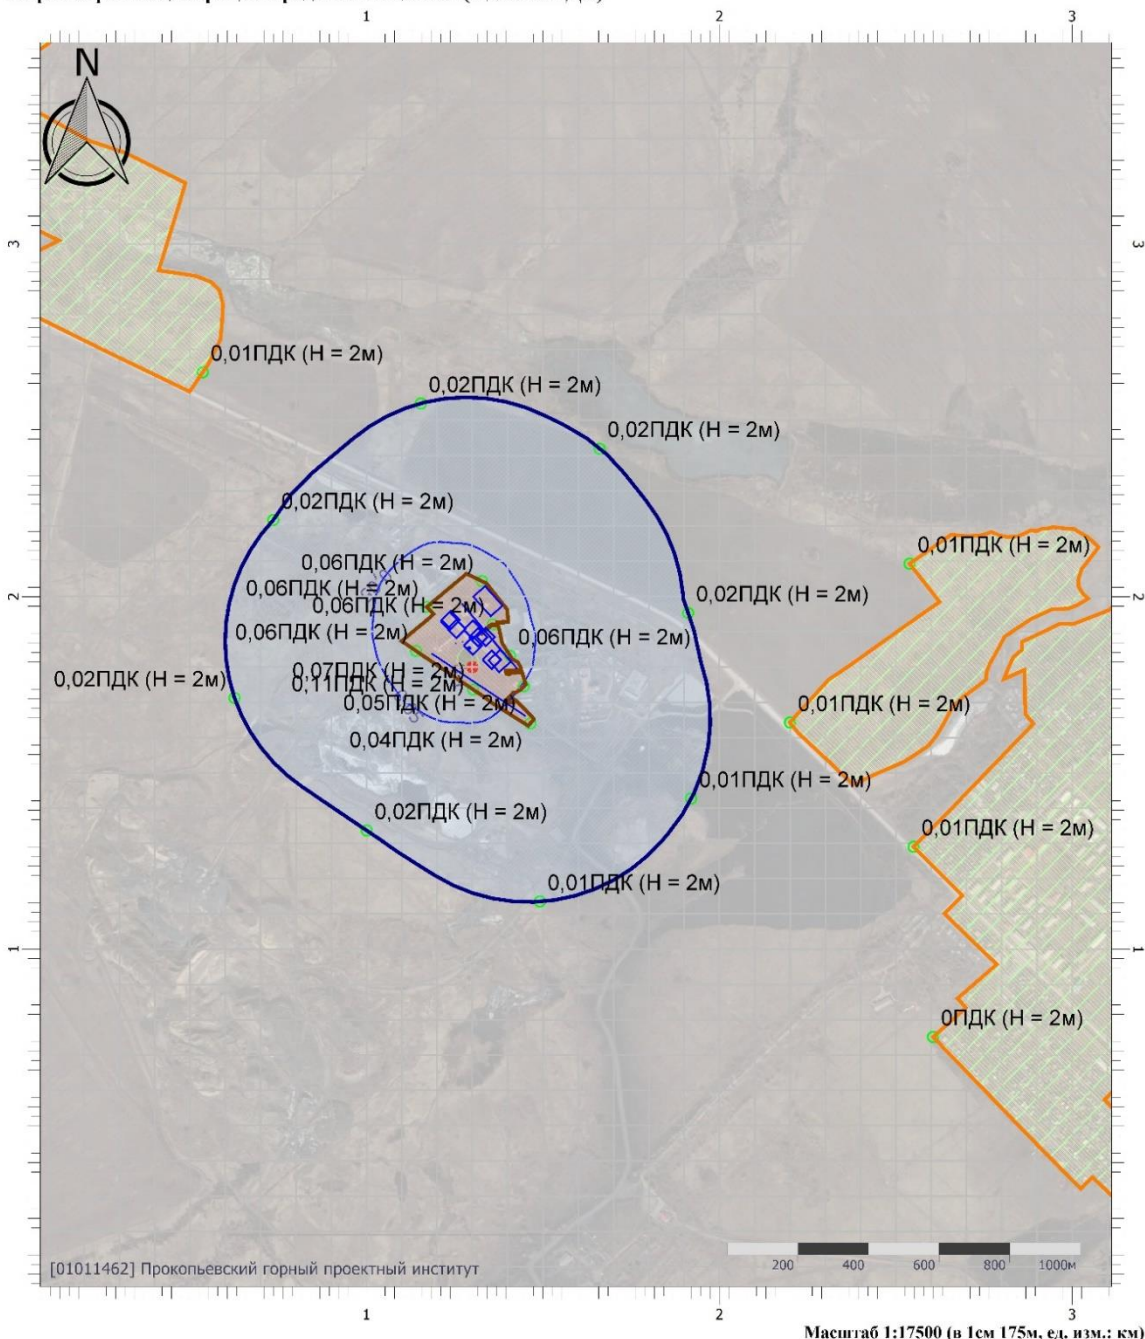 1 2 3
N
3 3
0,01ПДК (Н = 2м)
0,02ПДК (Н = 2м)
0,02ПДК (Н = 2м)
0,02ПДК (Н = 2м)
0,01ПДК (Н = 2м)
0,06ПДК (Н = 2м)
2 2
0,06ПДК (Н = 2м)
0,06ПДК (Н = 2м)
0,02ПДК (Н = 2м)
0,06ПДК (Н = 2м)
0,06ПДК (Н = 2м)
0,07ПДК (Н = 2м)
0,02ПДК (Н = 2м)
0,11ПДК (Н = 2м)
0,05ПДК (Н = 2м)
0,01ПДК (Н = 2м)
0,04ПДК (Н = 2м)
0,01ПДК (Н = 2м)
0,02ПДК (Н = 2м)
0,01ПДК (Н = 2м)
0,01ПДК (Н = 2м)
1 1
0ПДК (Н = 2м)
200 400 600 800 1000м
[01011462] Прокопьевский горный проектный институт
1 2 3
Масштаб 1:17500 (в 1см 175м, ед. изм.: км)